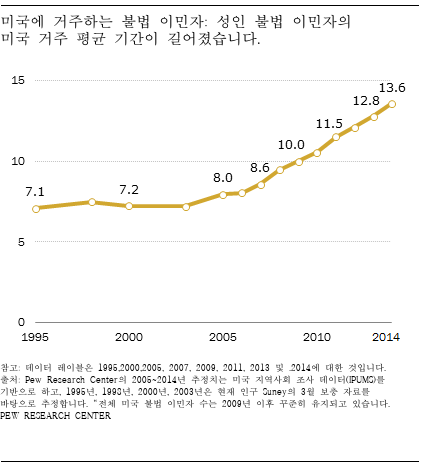 미국에 거주하는 불법 이민자: 성인 불법 이민자의
미국 거주 평균 기간이 길어졌습니다.
15
10
5
0
7.1
7.2
8.0
8.6
10.0
11.5
12.8
13.6
1995
2000
2005
2010
2014
참고: 데이터 레이블은 1995,2000,2005, 2007, 2009, 2011, 2013 및 .2014에 대한 것입니다.
출처: Pew Research Center의 2005~2014년 추정치는 미국 지역사회 조사 데이터(IPUMS)를
기반으로 하고, 1995년, 1993년, 2000년, 2003년은 현재 인구 Suney의 3월 보충 자료를
바탕으로 추정합니다. "전체 미국 불법 이민자 수는 2009년 이후 꾸준히 유지되고 있습니다.
PEW RESEARCH CENTER